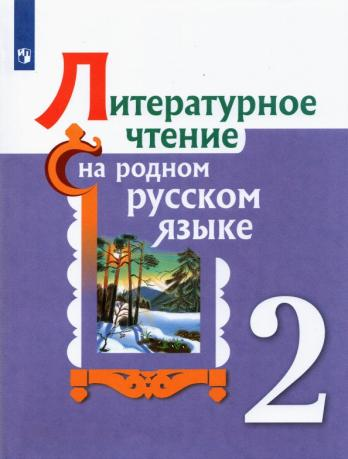 Литературное
чтение
на родном
русском
языке
2